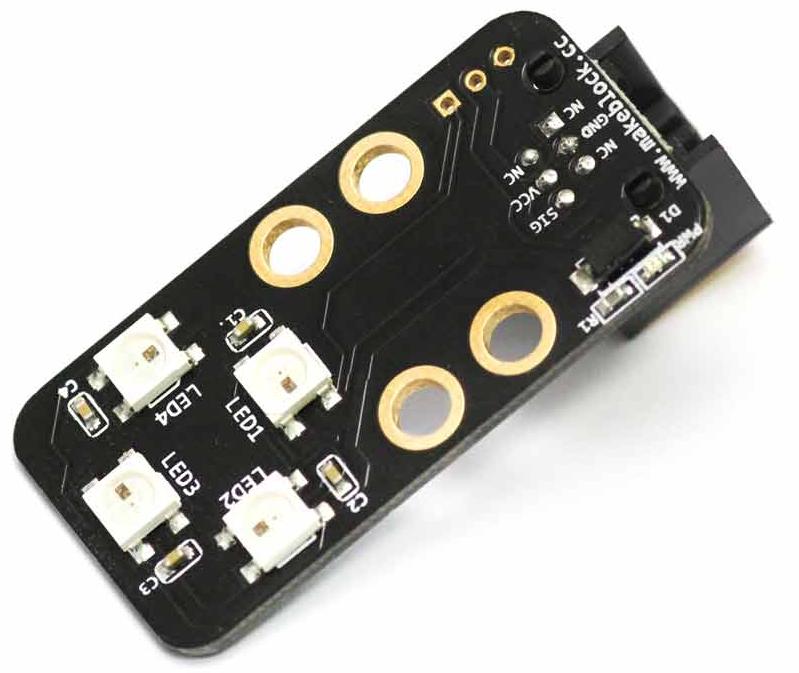 www.makeblock.cc
NC
GND
NC
NC
VCC
SIG
D1
PWR
R1
C1
LED1
LED4
C4
LED3
LED2
C2
C3